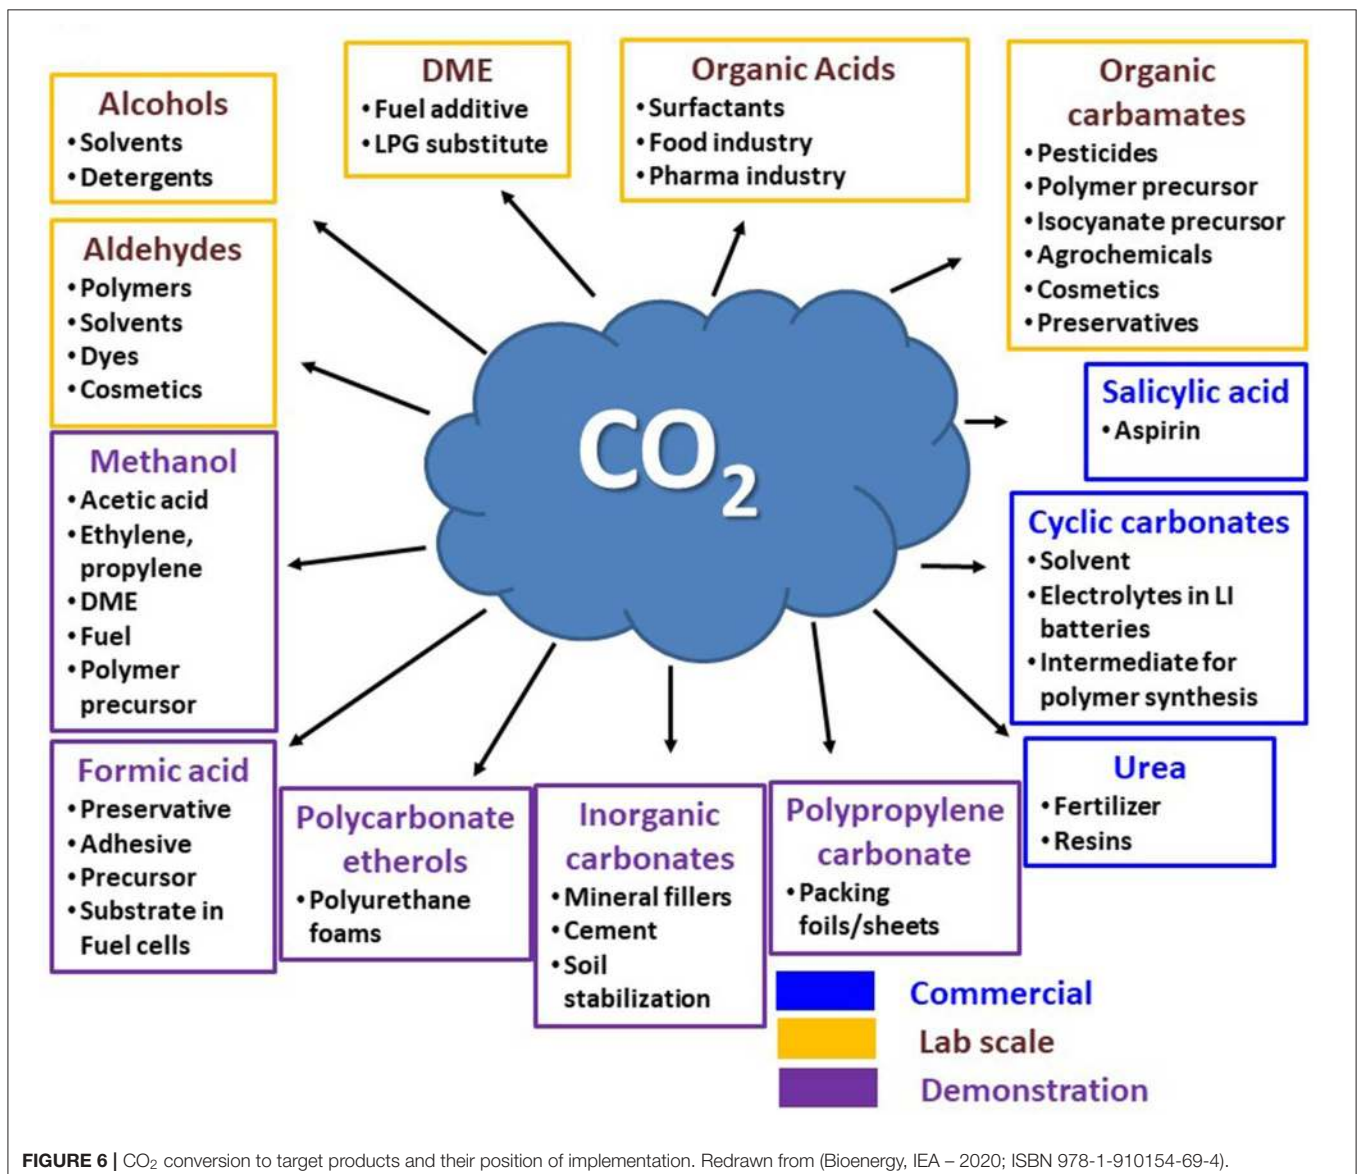 Alcohols
•Solvents
•Detergents
DME
•Fuel additive
•LPG substitute
Organic Acids
•Surfactants
•Food industry
•Pharma industry
Organic
carbamates
•Pesticides
•Polymer precursor
•Isocyanate precursor
•Agrochemicals
•Cosmetics
•Preservatives
Aldehydes
•Polymers
•Solvents
•Dyes
•Cosmetics
CO2
Salicylic acid
•Aspirin
Methanol
•Acetic acid
•Ethylene,
propylene
•DME
•Fuel
•Polymer
precursor
Cyclic carbonates
•Solvent
•Electrolytes in LI
batteries
•Intermediate for
polymer synthesis
Formic acid
•Preservative
•Adhesive
•Precursor
•Substrate in
Fuel cells
Polycarbonate
etherols
•Polyurethane
foams
Inorganic
carbonates
•Mineral fillers
•Cement
•Soil
stabilization
Polypropylene
carbonate
•Packing
foils/sheets
Urea
•Fertilizer
•Resins
Commercial
Lab scale
Demonstration
FIGURE 6 | CO2 conversion to target products and their position of implementation. Redrawn from (Bioenergy, IEA – 2020; ISBN 978-1-910154-69-4).